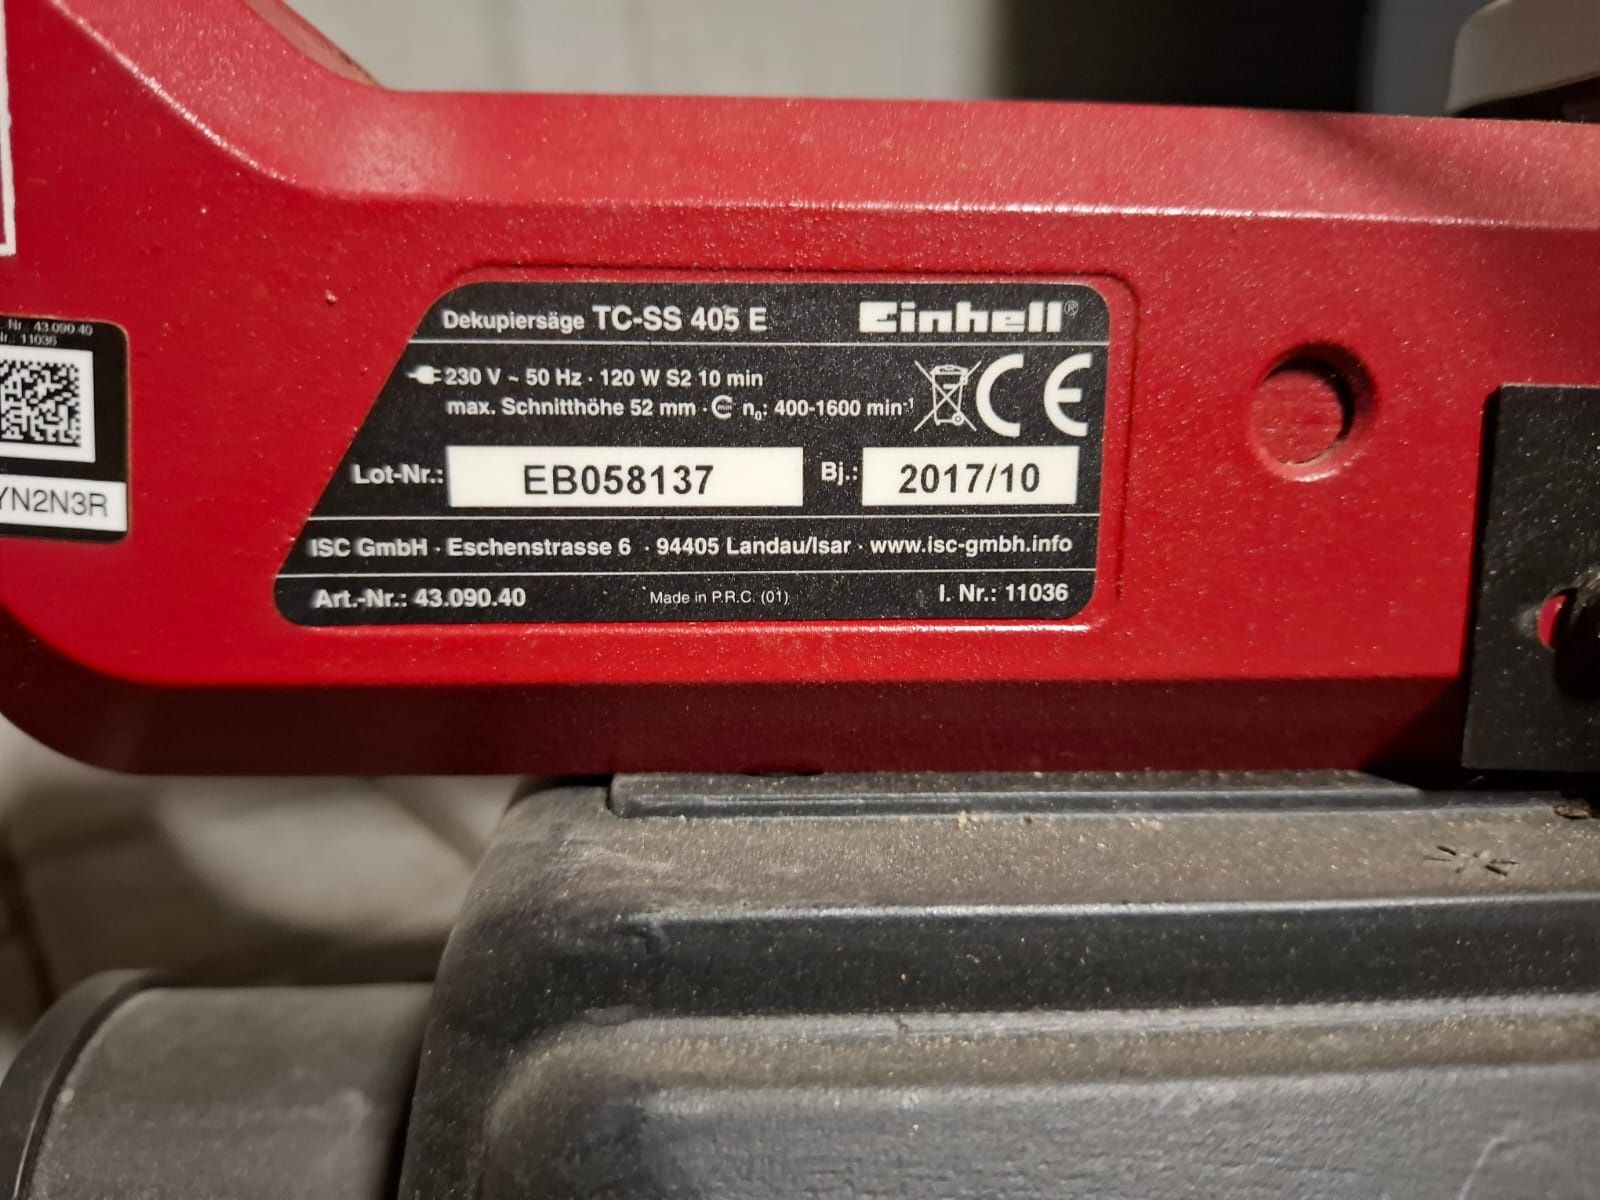 Dekupiersäge TC-SS 405 E
Einhell®
230 V ~ 50 Hz · 120 W S2 10 min
max. Schnitthöhe 52 mm · n₀: 400-1600 min⁻¹
CE
Lot-Nr.: EB058137 Bj.: 2017/10
ISC GmbH · Eschenstrasse 6 · 94405 Landau/Isar · www.isc-gmbh.info
Art.-Nr.: 43.090.40 Made in P.R.C. (01) I. Nr.: 11036
Nr. 43.090.40
Nr.: 11036
YN2N3R